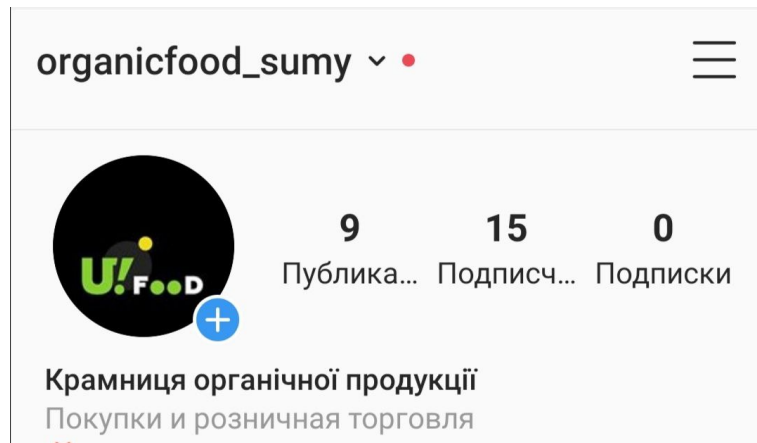 organicfood_sumy
9 15 0
Публика... Подписч... Подписки
U! FooD
Крамниця органічної продукції
Покупки и розничная торговля